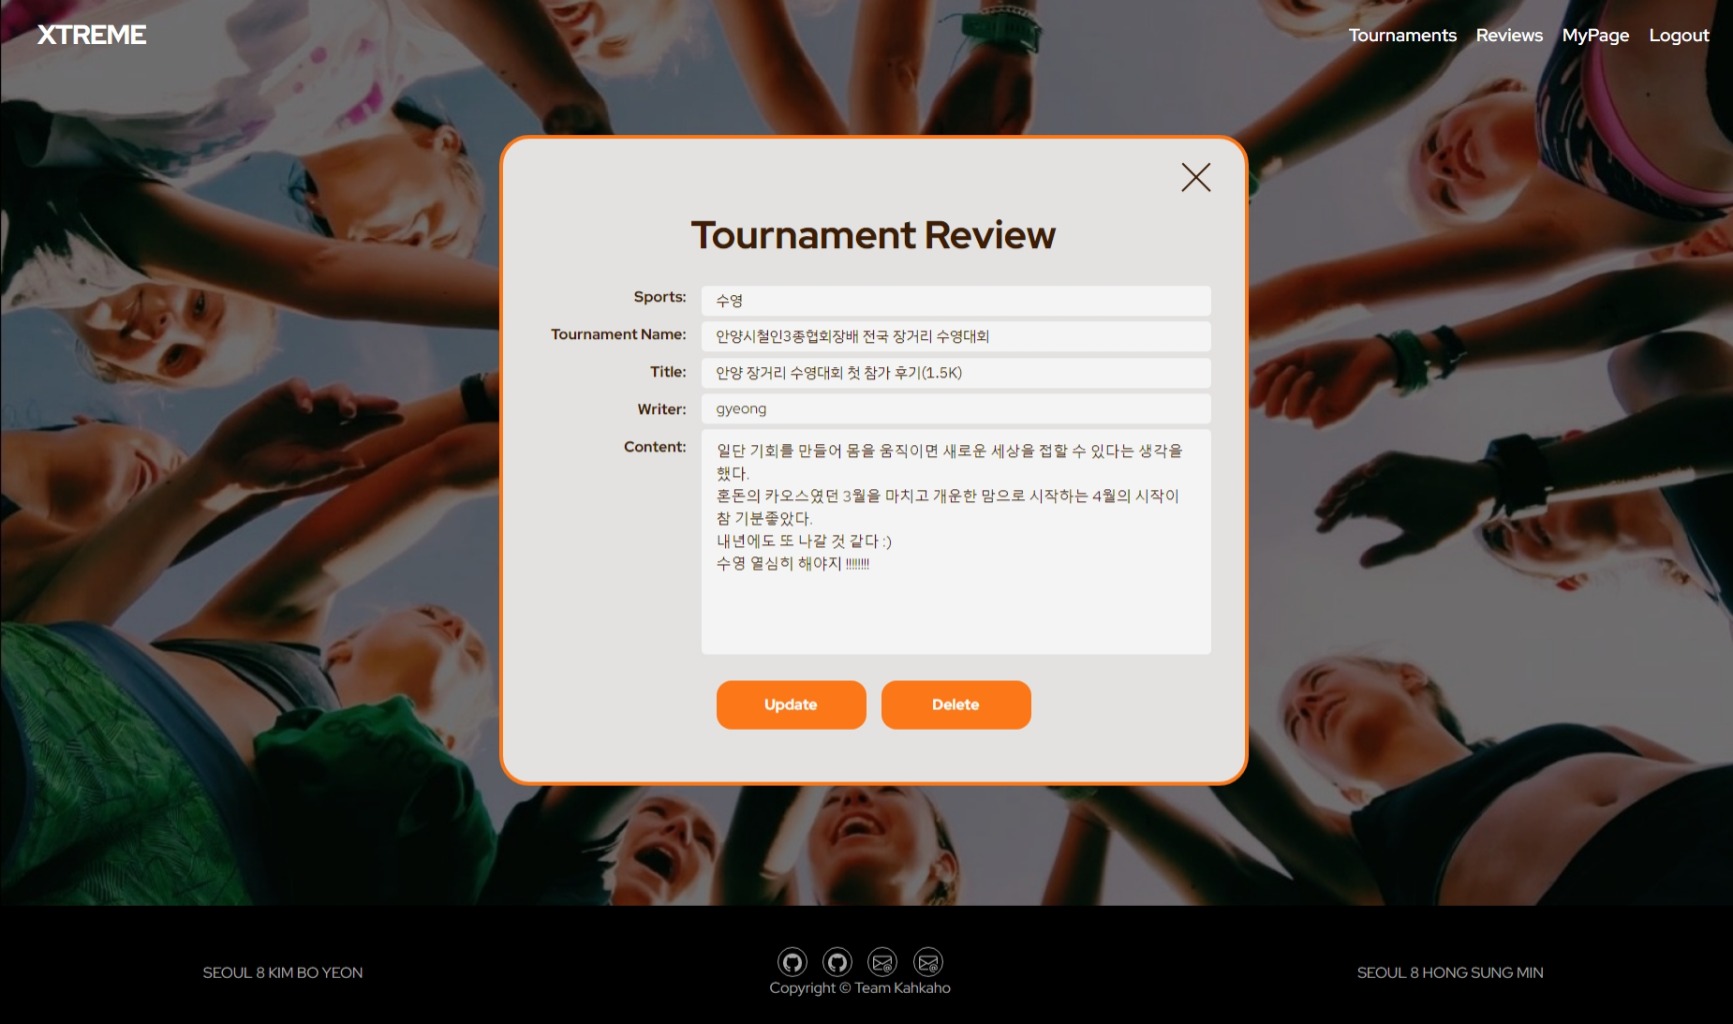 XTREME
Tournaments Reviews MyPage Logout
Tournament Review
Sports: 수영
Tournament Name: 안양시철인3종협회장배 전국 장거리 수영대회
Title: 안양 장거리 수영대회 첫 참가 후기(1.5K)
Writer: gyeong
Content: 일단 기회를 만들어 몸을 움직이면 새로운 세상을 접할 수 있다는 생각을
했다.
혼돈의 카오스였던 3월을 마치고 개운한 맘으로 시작하는 4월의 시작이
참 기분좋았다.
내년에도 또 나갈 것 같다 :)
수영 열심히 해야지 !!!!!!!!
Update Delete
SEOUL 8 KIM BO YEON
Copyright © Team Kahkaho
SEOUL 8 HONG SUNG MIN